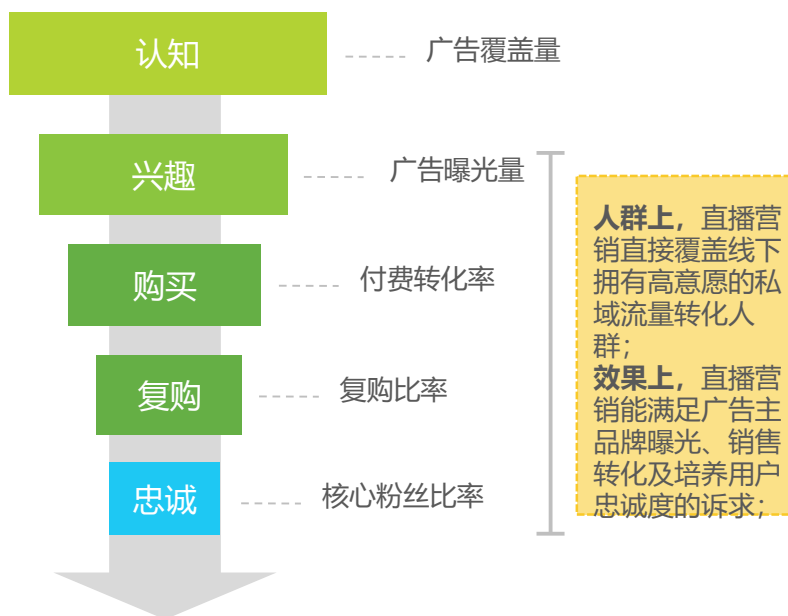 认知
广告覆盖量
兴趣
广告曝光量
购买
付费转化率
复购
复购比率
忠诚
核心粉丝比率
人群上，直播营
销直接覆盖线下
拥有高意愿的私
域流量转化人
群；
效果上，直播营
销能满足广告主
品牌曝光、销售
转化及培养用户
忠诚度的诉求；